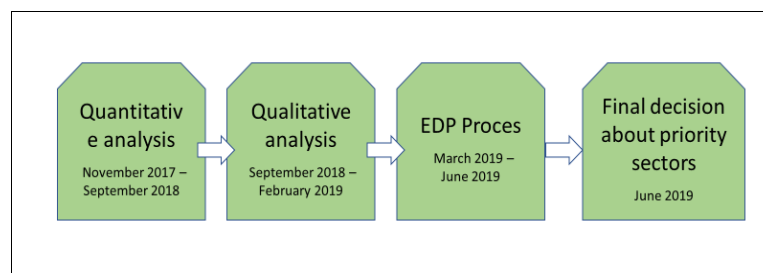 Quantitativ
e analysis
November 2017 –
September 2018
Qualitative
analysis
September 2018 –
February 2019
EDP Proces
March 2019 –
June 2019
Final decision
about priority
sectors
June 2019